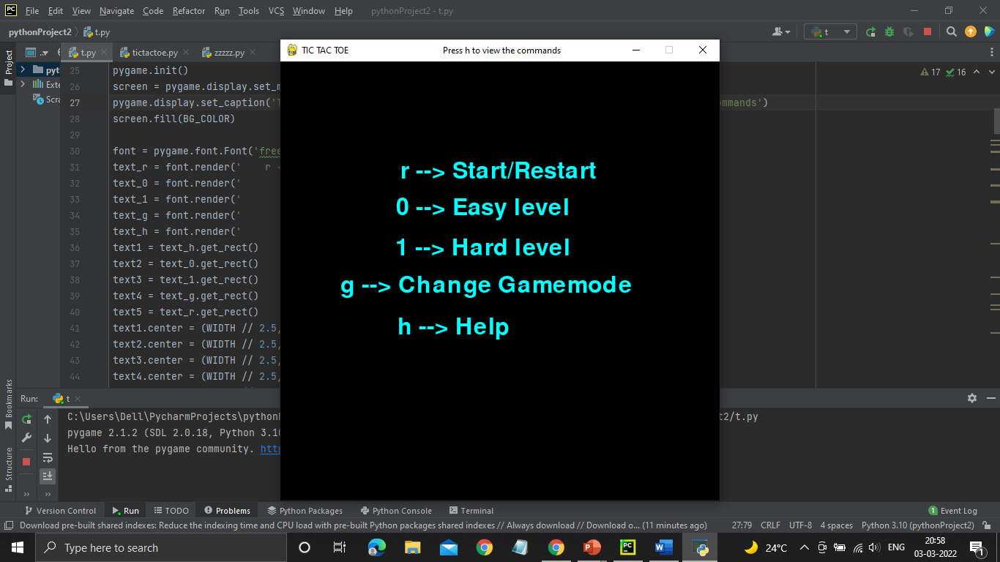 File Edit View Navigate Code Refactor Run Tools VCS Window Help pythonProject2 - t.py
pythonProject2 t.py t
t.py tictactoe.py zzzzz.py
Project
TIC TAC TOE Press h to view the commands
17 16
25 pygame.init()
26 screen = pygame.display.set_m
27 pygame.display.set_caption('T ommands')
28 screen.fill(BG_COLOR)
29
30 font = pygame.font.Font('free
31 text_r = font.render(' r -
32 text_0 = font.render('
33 text_1 = font.render('
34 text_g = font.render('
35 text_h = font.render('
36 text1 = text_h.get_rect()
37 text2 = text_0.get_rect()
38 text3 = text_1.get_rect()
39 text4 = text_g.get_rect()
40 text5 = text_r.get_rect()
41 text1.center = (WIDTH // 2.5,
42 text2.center = (WIDTH // 2.5,
43 text3.center = (WIDTH // 2.5,
44 text4.center = (WIDTH // 2.5,
pyt
Exte
Scra
r --> Start/Restart
0 --> Easy level
1 --> Hard level
g --> Change Gamemode
h --> Help
Bookmarks
Structure
Run: t
C:\Users\Dell\PycharmProjects\python t2/t.py
pygame 2.1.2 (SDL 2.0.18, Python 3.10
Hello from the pygame community. http
Version Control Run TODO Problems Python Packages Python Console Terminal 1 Event Log
Download pre-built shared indexes: Reduce the indexing time and CPU load with pre-built Python packages shared indexes // Always download // Download o... (11 minutes ago) 27:79 CRLF UTF-8 4 spaces Python 3.10 (pythonProject2)
Type here to search 24°C ENG 20:58
03-03-2022 1